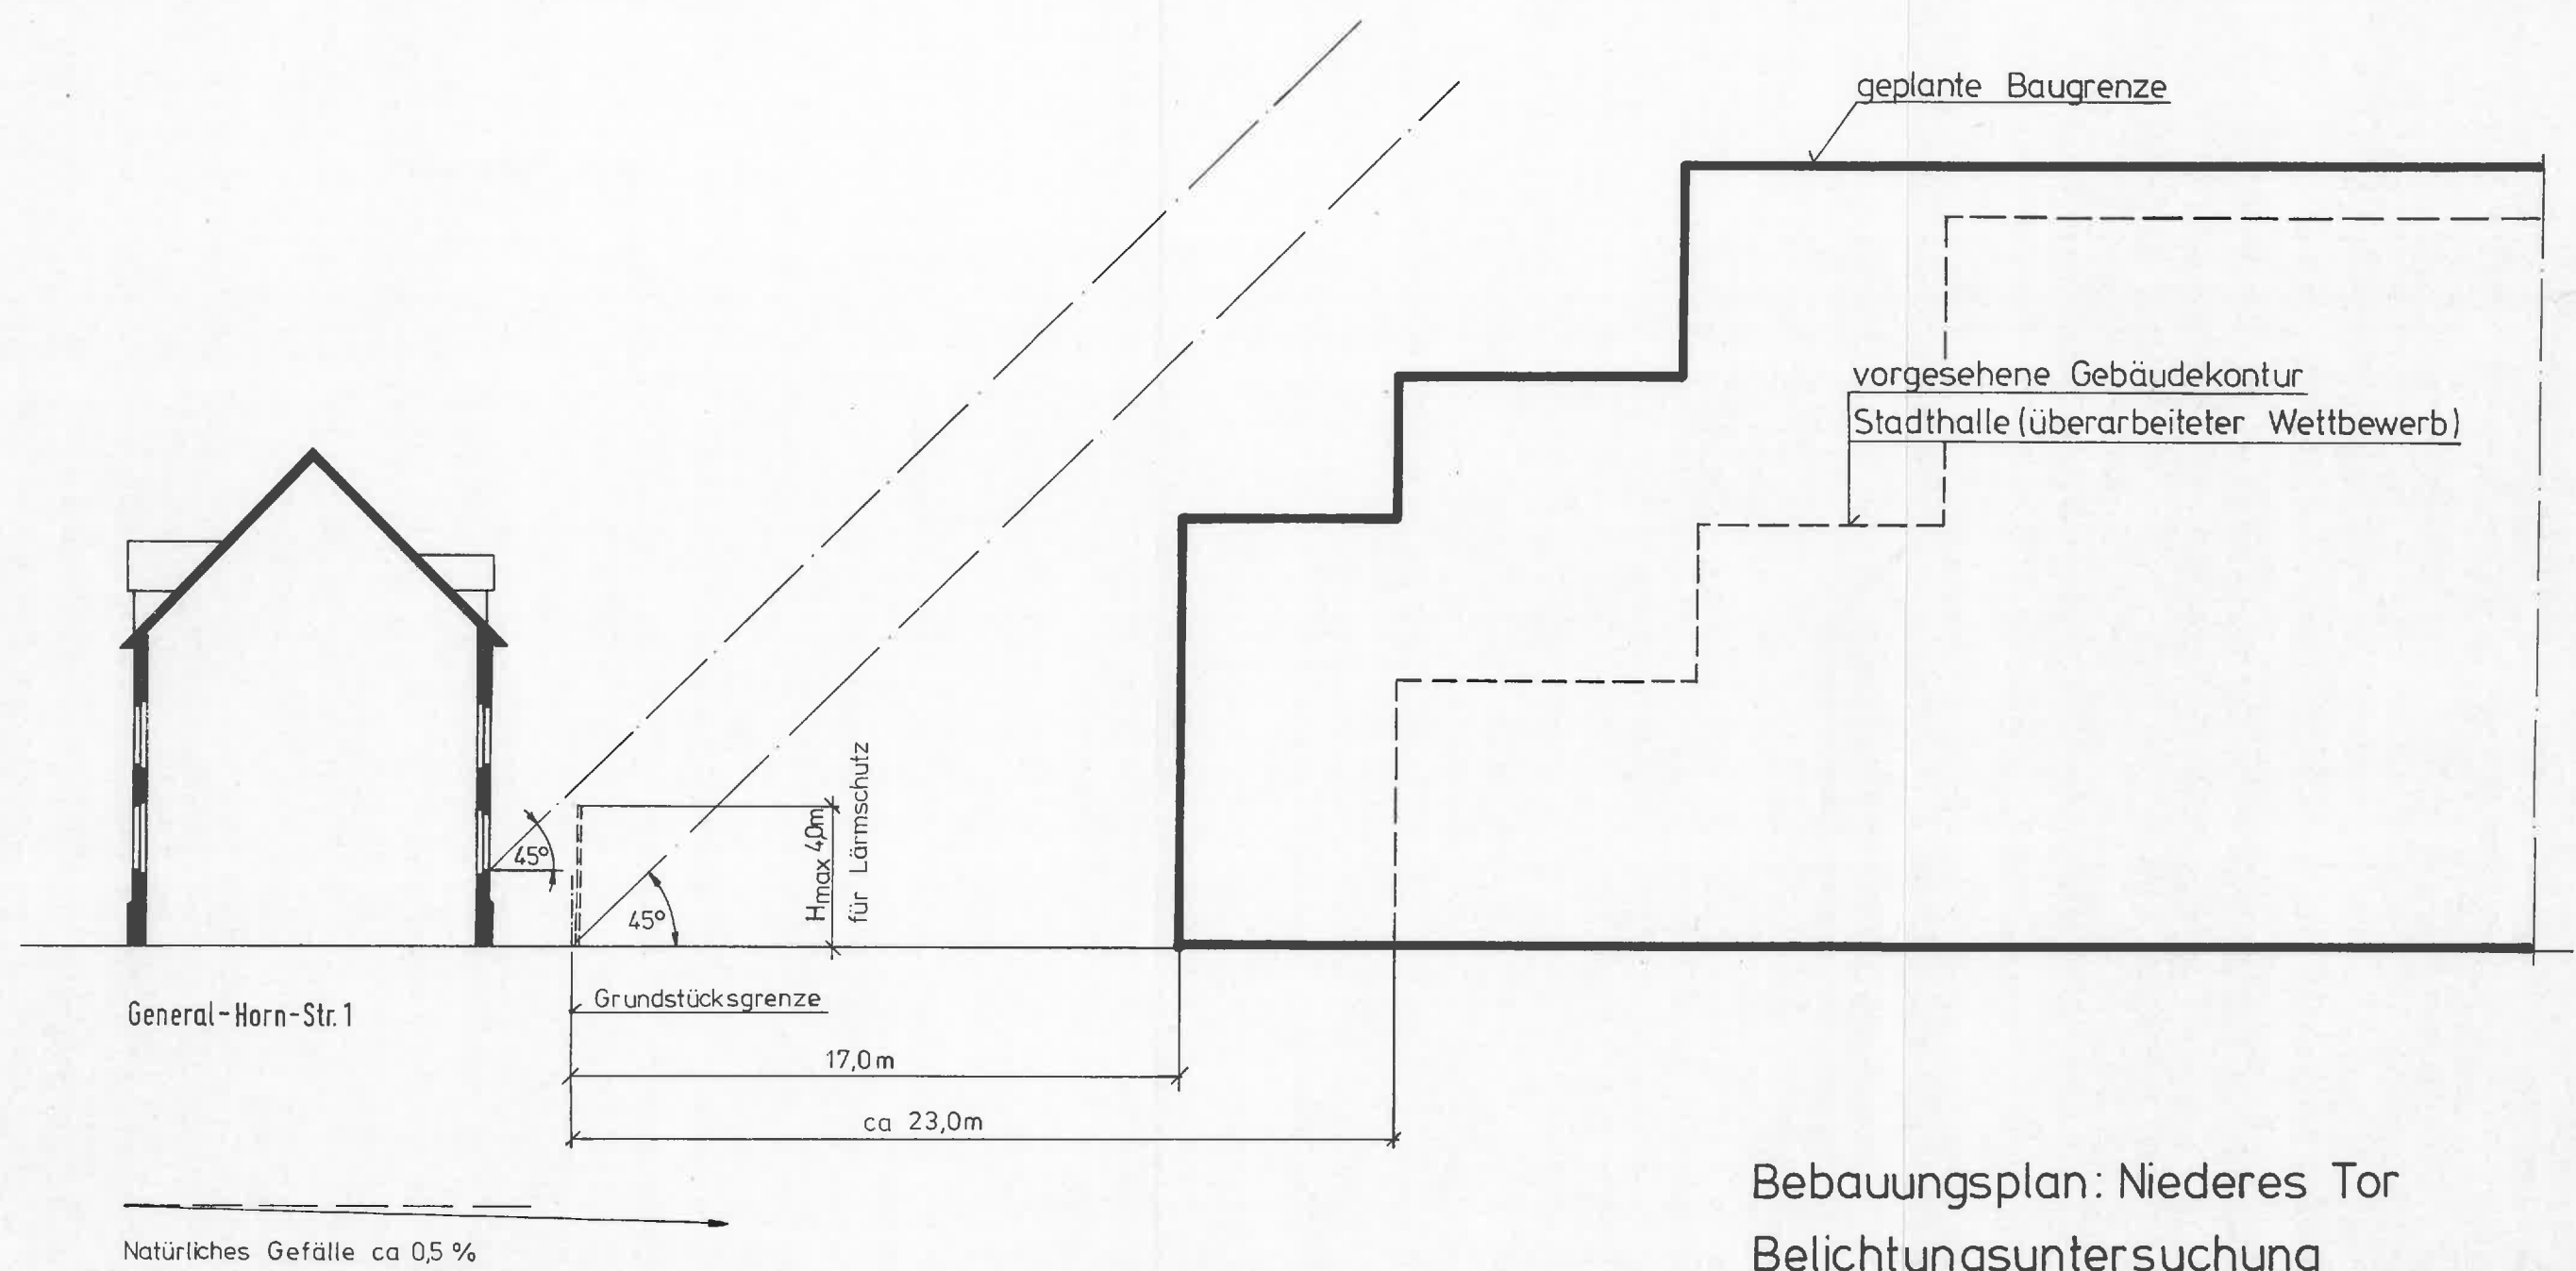 geplante Baugrenze
vorgesehene Gebäudekontur
Stadthalle (überarbeiteter Wettbewerb)
45°
45°
Hmax 4,0m
für Lärmschutz
Grundstücksgrenze
General-Horn-Str. 1
17,0 m
ca 23,0m
Natürliches Gefälle ca 0,5 %
Bebauungsplan: Niederes Tor
Belichtungsuntersuchung